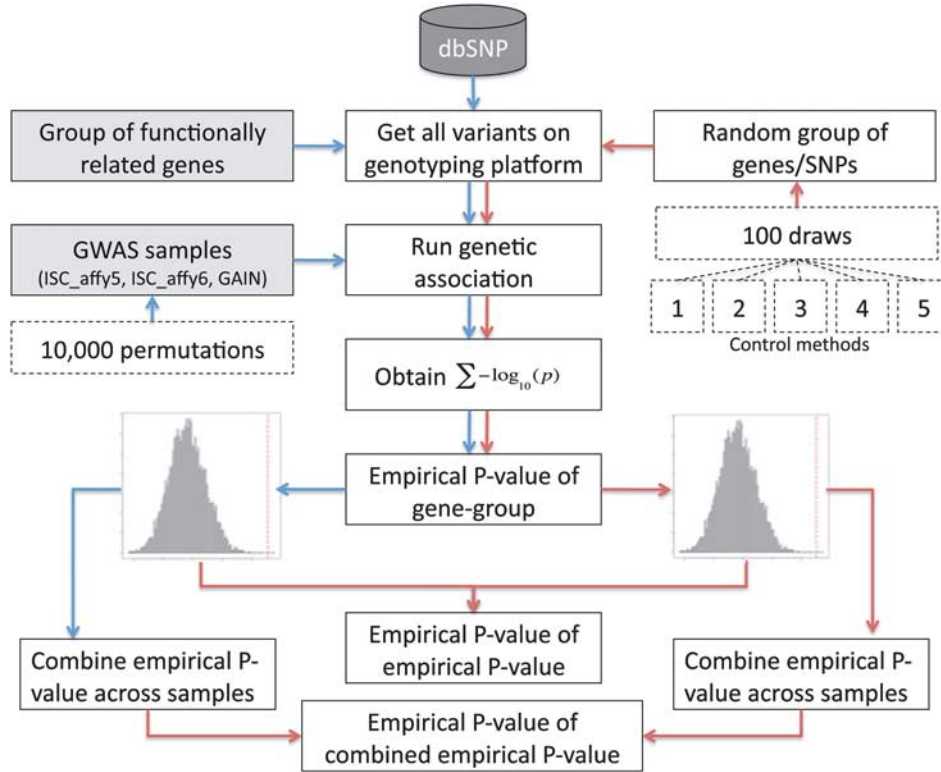 dbSNP
Group of functionally
related genes
Get all variants on
genotyping platform
Random group of
genes/SNPs
GWAS samples
(ISC_affy5, ISC_affy6, GAIN)
Run genetic
association
100 draws
1 2 3 4 5
Control methods
10,000 permutations
Obtain ∑−log₁₀(p)
Empirical P-value of
gene-group
Empirical P-value of
empirical P-value
Combine empirical P-
value across samples
Combine empirical P-
value across samples
Empirical P-value of
combined empirical P-value